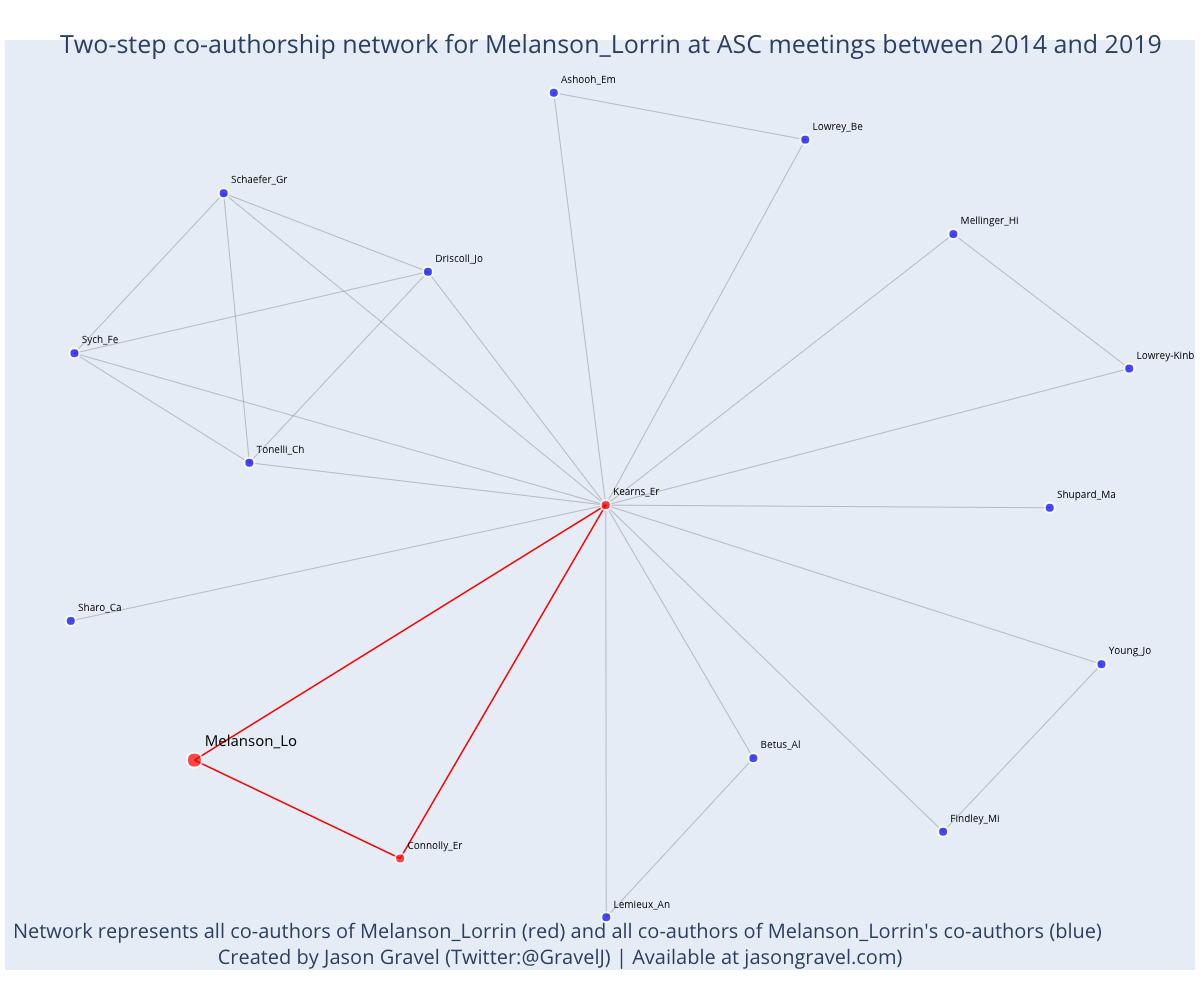 Two-step co-authorship network for Melanson_Lorrin at ASC meetings between 2014 and 2019
Ashooh_Em
Lowrey_Be
Schaefer_Gr
Mellinger_Hi
Driscoll_Jo
Sych_Fe
Lowrey-Kinb
Tonelli_Ch
Kearns_Er
Shupard_Ma
Sharo_Ca
Young_Jo
Melanson_Lo
Betus_Al
Findley_Mi
Connolly_Er
Lemieux_An
Network represents all co-authors of Melanson_Lorrin (red) and all co-authors of Melanson_Lorrin's co-authors (blue)
Created by Jason Gravel (Twitter:@GravelJ) | Available at jasongravel.com)